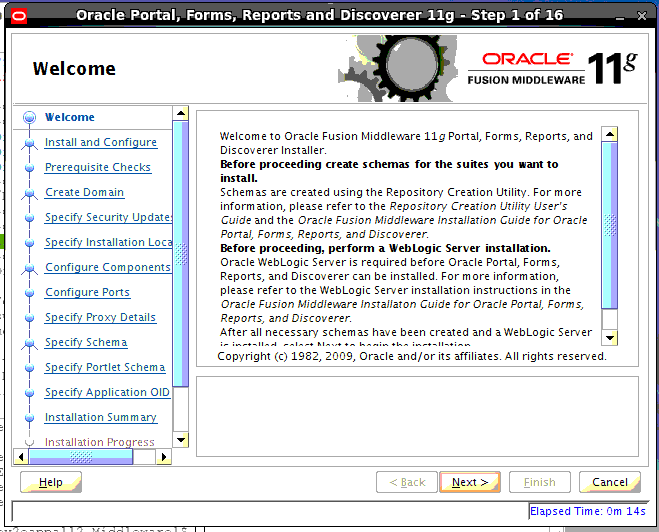 Oracle Portal, Forms, Reports and Discoverer 11g - Step 1 of 16
Welcome
ORACLE
FUSION MIDDLEWARE 11g
Welcome
Install and Configure
Prerequisite Checks
Create Domain
Specify Security Updates
Specify Installation Loca
Configure Components
Configure Ports
Specify Proxy Details
Specify Schema
Specify Portlet Schema
Specify Application OID
Installation Summary
Installation Progress
Welcome to Oracle Fusion Middleware 11g Portal, Forms, Reports, and
Discoverer Installer.
Before proceeding create schemas for the suites you want to
install.
Schemas are created using the Repository Creation Utility. For more
information, please refer to the Repository Creation Utility User's
Guide and the Oracle Fusion Middleware Installation Guide for Oracle
Portal, Forms, Reports, and Discoverer.
Before proceeding, perform a WebLogic Server installation.
Oracle WebLogic Server is required before Oracle Portal, Forms,
Reports, and Discoverer can be installed. For more information,
please refer to the WebLogic Server installation instructions in the
Oracle Fusion Middleware Installaton Guide for Oracle Portal, Forms,
Reports, and Discoverer.
After all necessary schemas have been created and a WebLogic Server
is installed, select Next to begin the installation.
Copyright (c) 1982, 2009, Oracle and/or its affiliates. All rights reserved.
Help
< Back
Next >
Finish
Cancel
Elapsed Time: 0m 14s